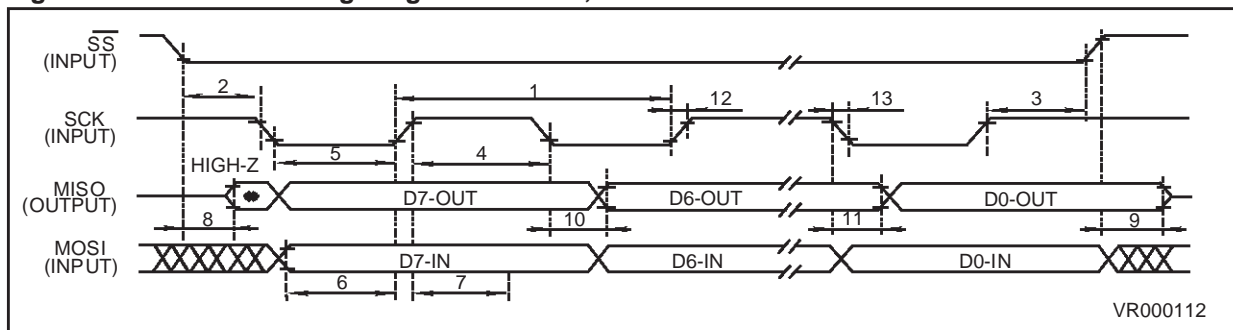 SS
(INPUT)
2
1
12
13
3
SCK
(INPUT)
5
4
HIGH-Z
MISO
(OUTPUT)
D7-OUT
D6-OUT
D0-OUT
8
10
11
9
MOSI
(INPUT)
D7-IN
D6-IN
D0-IN
6
7
VR000112